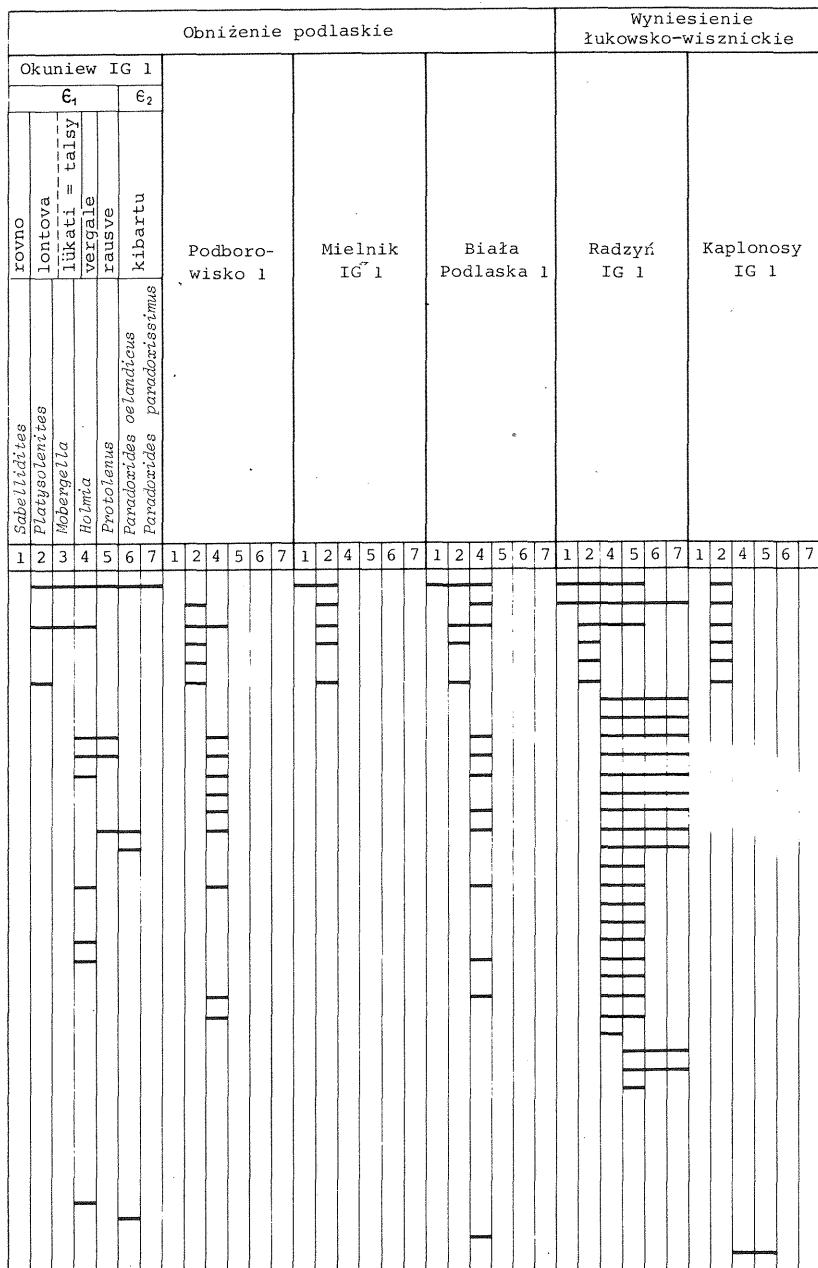 Obniżenie podlaskie
Wyniesienie
łukowsko-wisznickie
Okuniew IG 1
Є₁ Є₂
rovno
lontova
lükati = talsy
vergale
rausve
kibartu
Sabellidites
Platysolenites
Mobergella
Holmia
Protolenus
Paradoxides oelandicus
Paradoxides paradoxissimus
Podboro-
wisko 1
Mielnik
IG 1
Biała
Podlaska 1
Radzyń
IG 1
Kaplonosy
IG 1
1 2 3 4 5 6 7 1 2 4 5 6 7 1 2 4 5 6 7 1 2 4 5 6 7 1 2 4 5 6 7 1 2 4 5 6 7